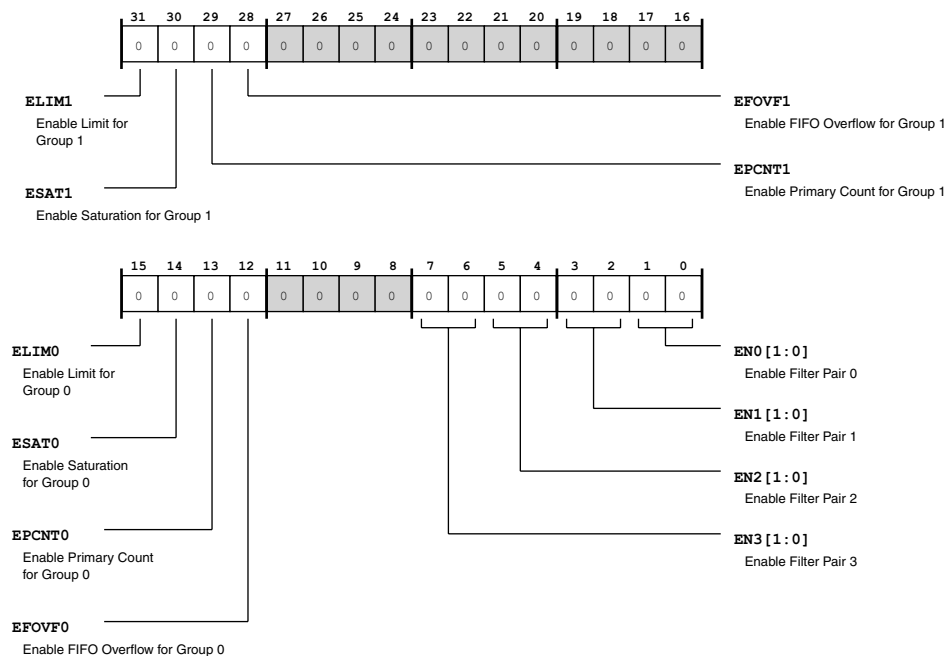 31 30 29 28 27 26 25 24 23 22 21 20 19 18 17 16
0 0 0 0 0 0 0 0 0 0 0 0 0 0 0 0
ELIM1
Enable Limit for
Group 1
EFOVF1
Enable FIFO Overflow for Group 1
EPCNT1
Enable Primary Count for Group 1
ESAT1
Enable Saturation for Group 1
15 14 13 12 11 10 9 8 7 6 5 4 3 2 1 0
0 0 0 0 0 0 0 0 0 0 0 0 0 0 0 0
ELIM0
Enable Limit for
Group 0
EN0[1:0]
Enable Filter Pair 0
EN1[1:0]
Enable Filter Pair 1
ESAT0
Enable Saturation
for Group 0
EN2[1:0]
Enable Filter Pair 2
EPCNT0
Enable Primary Count
for Group 0
EN3[1:0]
Enable Filter Pair 3
EFOVF0
Enable FIFO Overflow for Group 0